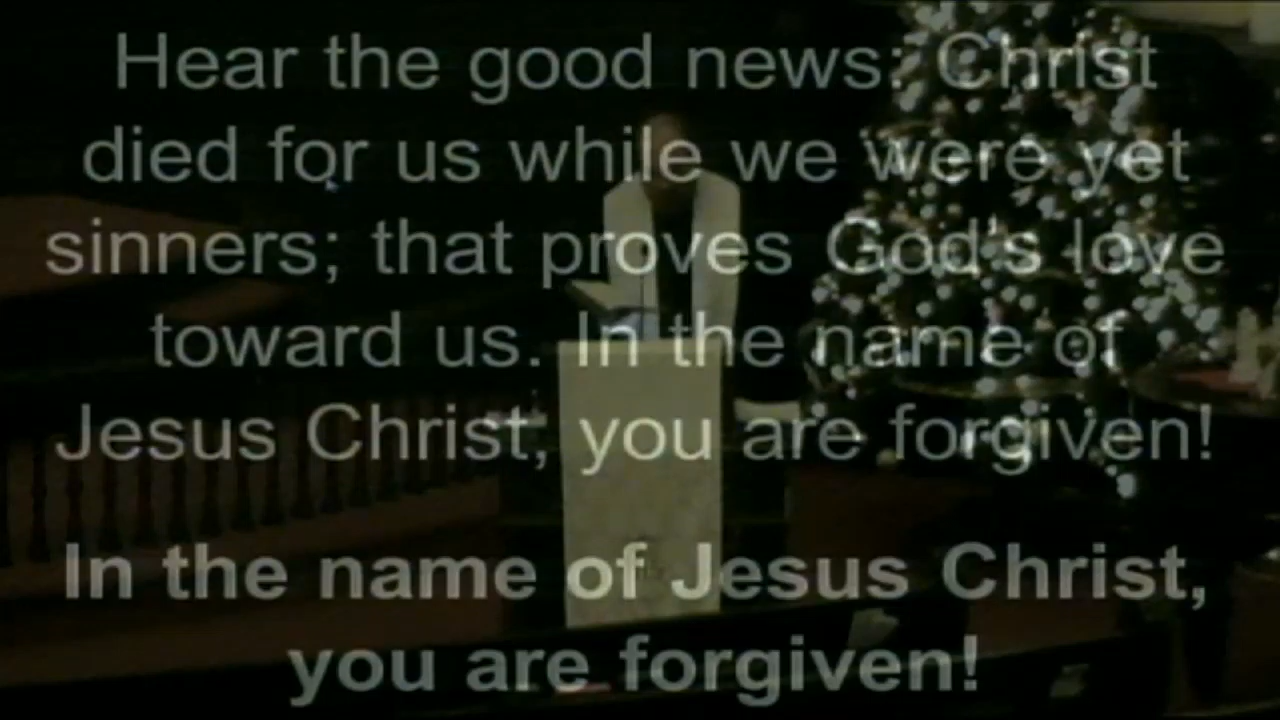 Hear the good news: Christ
died for us while we were yet
sinners; that proves God's love
toward us. In the name of
Jesus Christ, you are forgiven!
In the name of Jesus Christ,
you are forgiven!